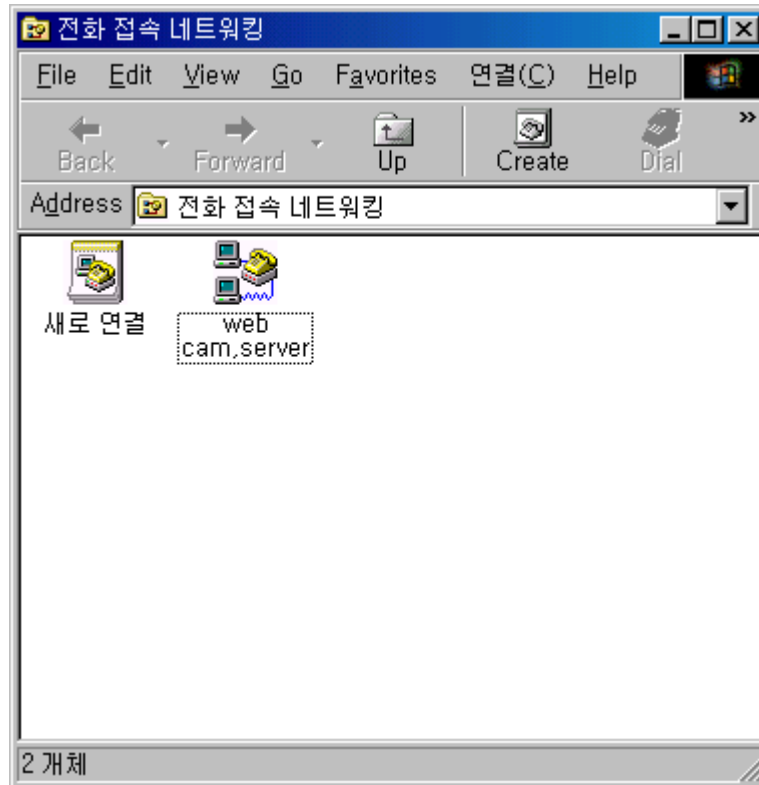 전화 접속 네트워킹
File Edit View Go Favorites 연결(C) Help
Back Forward Up Create Dial »
Address 전화 접속 네트워킹
새로 연결
web
cam,server
2 개체